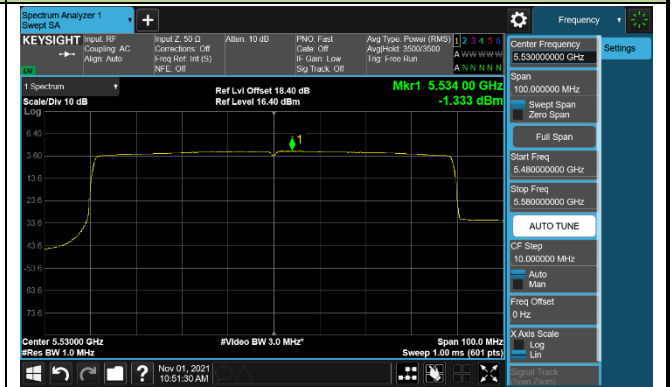 Spectrum Analyzer 1
Swept SA
Frequency
KEYSIGHT
Input: RF
Coupling: AC
Align: Auto
Input Z: 50 Ω
Corrections: Off
Freq Ref: Int (S)
NFE: Off
Atten: 10 dB
PNO: Fast
Gate: Off
IF Gain: Low
Sig Track: Off
Avg Type: Power (RMS)
Avg|Hold: 3500/3500
Trig: Free Run
1 2 3 4 5 6
A W W W W W
A N N N N N
LXI
1 Spectrum
Scale/Div 10 dB
Log
Ref Lvl Offset 18.40 dB
Ref Level 16.40 dBm
Mkr1 5.534 00 GHz
-1.333 dBm
6.40
-3.60
-13.6
-23.6
-33.6
-43.6
-53.6
-63.6
-73.6
1
Center 5.53000 GHz
#Res BW 1.0 MHz
#Video BW 3.0 MHz*
Span 100.0 MHz
Sweep 1.00 ms (601 pts)
Nov 01, 2021
10:51:30 AM
Center Frequency
5.530000000 GHz
Settings
Span
100.000000 MHz
Swept Span
Zero Span
Full Span
Start Freq
5.480000000 GHz
Stop Freq
5.580000000 GHz
AUTO TUNE
CF Step
10.000000 MHz
Auto
Man
Freq Offset
0 Hz
X Axis Scale
Log
Lin
Signal Track
(Span Zoom)